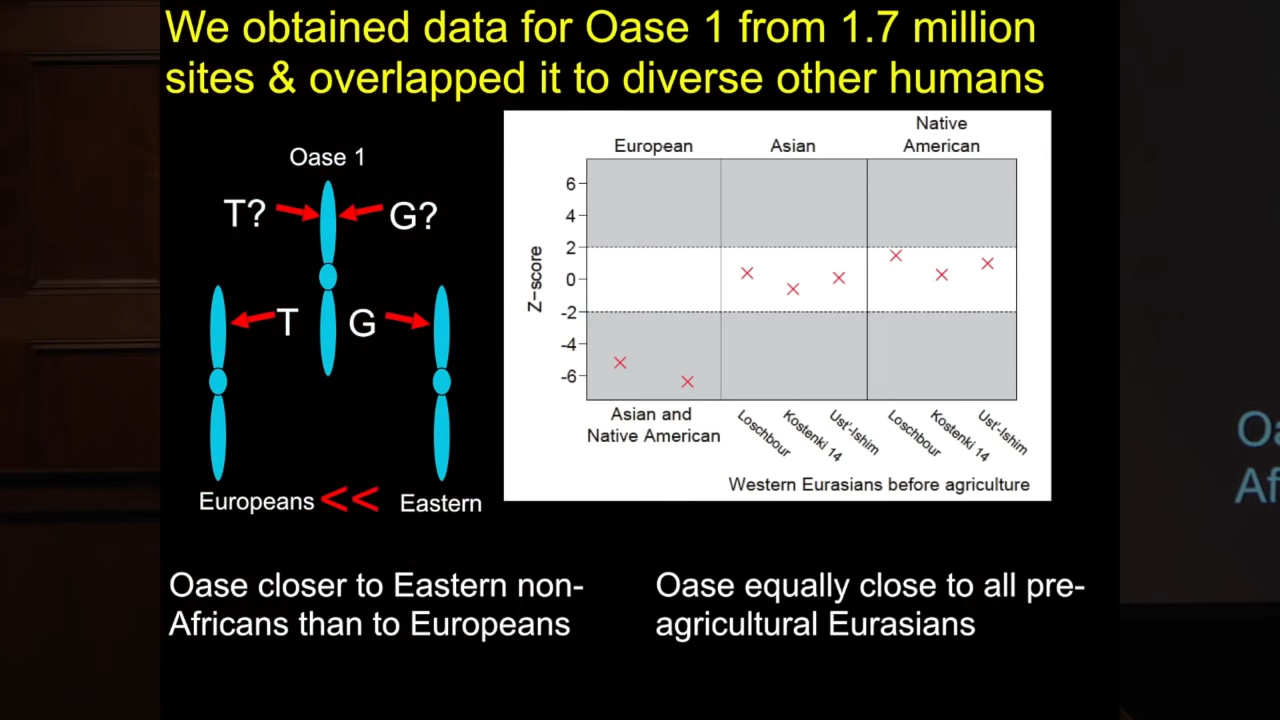 We obtained data for Oase 1 from 1.7 million
sites & overlapped it to diverse other humans
Oase 1
T?
G?
T
G
Europeans
<<
Eastern
European
Asian
Native
American
Z-score
6
4
2
0
-2
-4
-6
Asian and
Native American
Loschbour
Kostenki 14
Ust'-Ishim
Loschbour
Kostenki 14
Ust'-Ishim
Western Eurasians before agriculture
Oase closer to Eastern non-
Africans than to Europeans
Oase equally close to all pre-
agricultural Eurasians